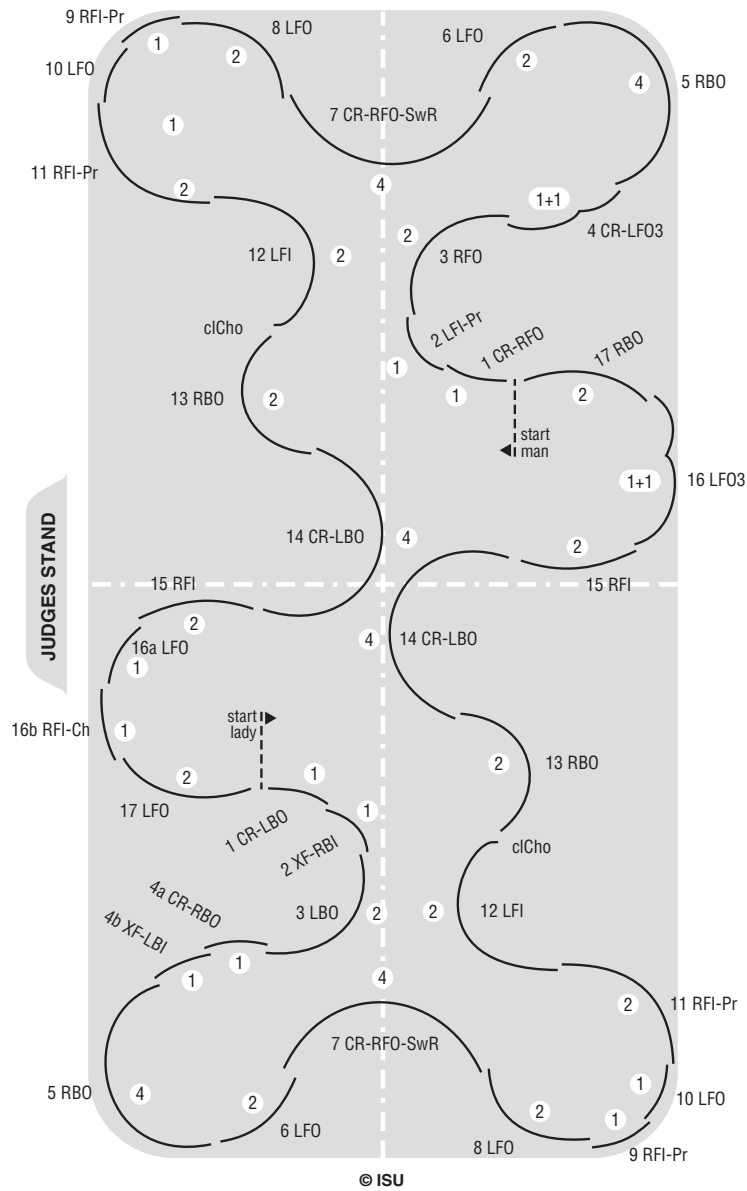 9 RFI-Pr
8 LFO
6 LFO
1
2
2
10 LFO
4
5 RBO
7 CR-RFO-SwR
1
11 RFI-Pr
2
4
1+1
4 CR-LFO3
2
12 LFI
2
3 RFO
clCho
2 LFI-Pr
1 CR-RFO
17 RBO
1
1
2
13 RBO
2
start
man
JUDGES STAND
1+1
16 LFO3
14 CR-LBO
4
2
15 RFI
15 RFI
2
4
14 CR-LBO
16a LFO
1
start
lady
16b RFI-Ch
1
2
1
2
13 RBO
17 LFO
1
1 CR-LBO
2 XF-RBI
clCho
4a CR-RBO
4b XF-LBI
3 LBO
2
2
12 LFI
1
1
4
2
11 RFI-Pr
7 CR-RFO-SwR
5 RBO
4
2
2
1
1
10 LFO
6 LFO
8 LFO
9 RFI-Pr
© ISU